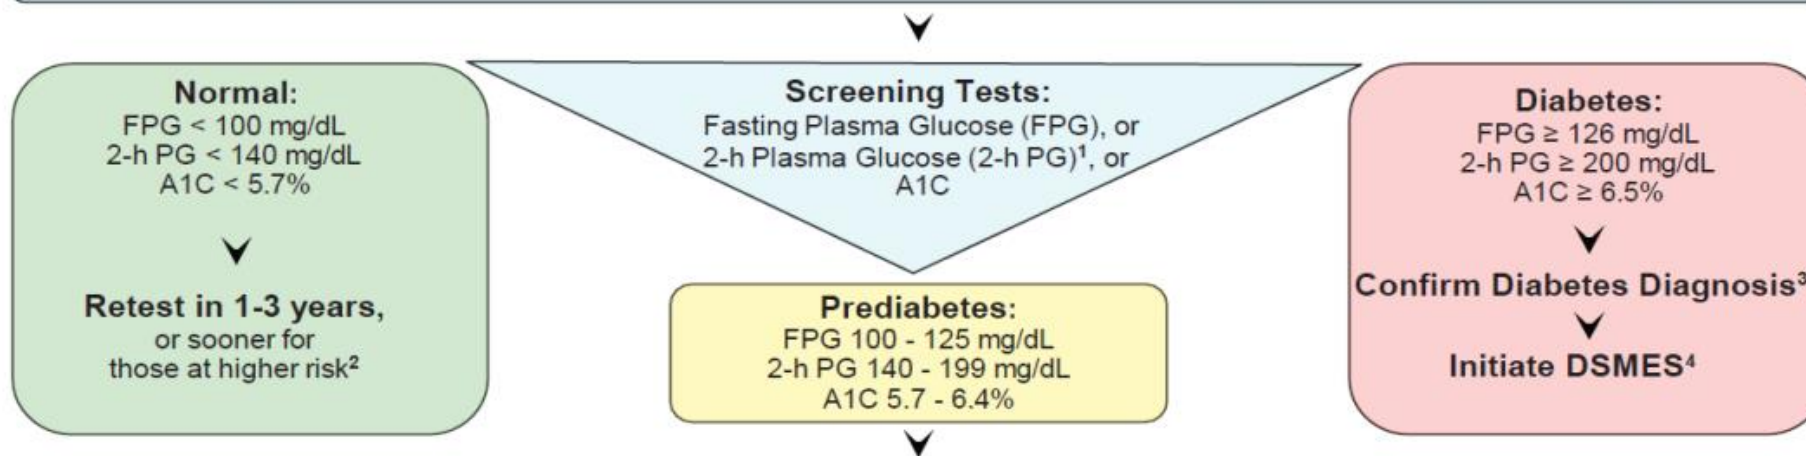 Normal:
FPG < 100 mg/dL
2-h PG < 140 mg/dL
A1C < 5.7%
Retest in 1-3 years,
or sooner for
those at higher risk²
Screening Tests:
Fasting Plasma Glucose (FPG), or
2-h Plasma Glucose (2-h PG)¹, or
A1C
Prediabetes:
FPG 100 - 125 mg/dL
2-h PG 140 - 199 mg/dL
A1C 5.7 - 6.4%
Diabetes:
FPG ≥ 126 mg/dL
2-h PG ≥ 200 mg/dL
A1C ≥ 6.5%
Confirm Diabetes Diagnosis³
Initiate DSMES⁴